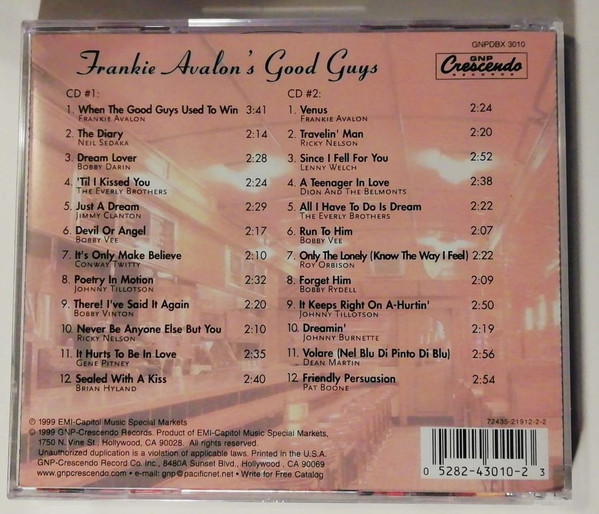 GNPDBX 3010
Frankie Avalon's Good Guys
GNP
Crescendo
RECORDS
CD #1:
1. When The Good Guys Used To Win 3:41
FRANKIE AVALON
2. The Diary 2:14
NEIL SEDAKA
3. Dream Lover 2:28
BOBBY DARIN
4. 'Til I Kissed You 2:24
THE EVERLY BROTHERS
5. Just A Dream 2:29
JIMMY CLANTON
6. Devil Or Angel 2:17
BOBBY VEE
7. It's Only Make Believe 2:10
CONWAY TWITTY
8. Poetry In Motion 2:32
JOHNNY TILLOTSON
9. There! I've Said It Again 2:20
BOBBY VINTON
10. Never Be Anyone Else But You 2:10
RICKY NELSON
11. It Hurts To Be In Love 2:35
GENE PITNEY
12. Sealed With A Kiss 2:40
BRIAN HYLAND
CD #2:
1. Venus 2:24
FRANKIE AVALON
2. Travelin' Man 2:20
RICKY NELSON
3. Since I Fell For You 2:52
LENNY WELCH
4. A Teenager In Love 2:38
DION AND THE BELMONTS
5. All I Have To Do Is Dream 2:22
THE EVERLY BROTHERS
6. Run To Him 2:07
BOBBY VEE
7. Only The Lonely (Know The Way I Feel) 2:22
ROY ORBISON
8. Forget Him 2:09
BOBBY RYDELL
9. It Keeps Right On A-Hurtin' 2:50
JOHNNY TILLOTSON
10. Dreamin' 2:19
JOHNNY BURNETTE
11. Volare (Nel Blu Di Pinto Di Blu) 2:56
DEAN MARTIN
12. Friendly Persuasion 2:54
PAT BOONE
℗ 1999 EMI-Capitol Music Special Markets
© 1999 GNP-Crescendo Records. Product of EMI-Capitol Music Special Markets,
1750 N. Vine St., Hollywood, CA 90028. All rights reserved.
Unauthorized duplication is a violation of applicable laws. Printed In the U.S.A.
GNP-Crescendo Record Co. Inc., 8480A Sunset Blvd., Hollywood, CA 90069
www.gnpcrescendo.com • e-mail: gnp@pacificnet.net • Write for Free Catalog
72435-21912-2-2
0 5282-43010-2 3